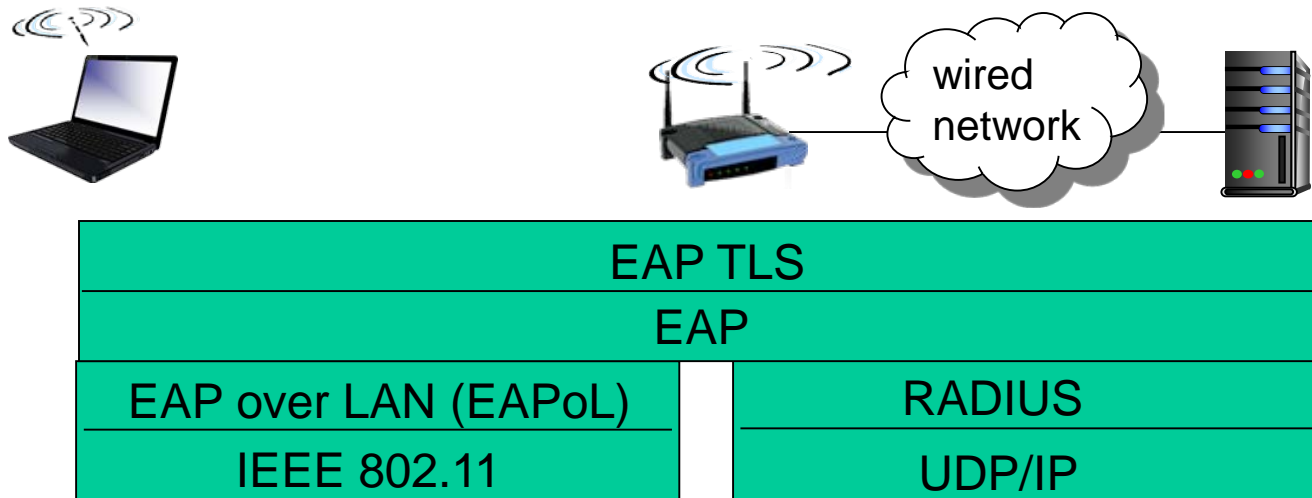 wired
network
EAP TLS
EAP
EAP over LAN (EAPoL)
IEEE 802.11
RADIUS
UDP/IP